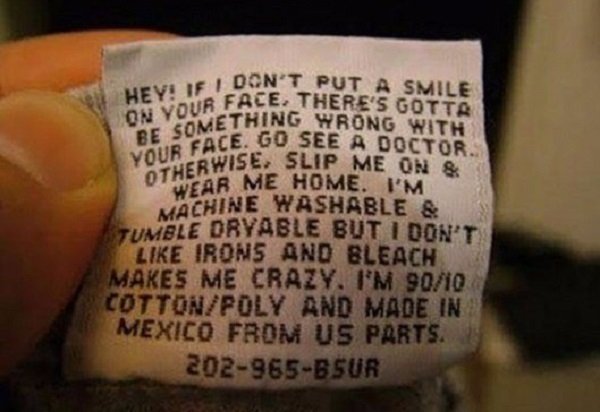 HEY! IF I DON'T PUT A SMILE
ON YOUR FACE, THERE'S GOTTA
BE SOMETHING WRONG WITH
YOUR FACE. GO SEE A DOCTOR.
OTHERWISE, SLIP ME ON &
WEAR ME HOME. I'M
MACHINE WASHABLE &
TUMBLE DRYABLE BUT I DON'T
LIKE IRONS AND BLEACH
MAKES ME CRAZY. I'M 90/10
COTTON/POLY AND MADE IN
MEXICO FROM US PARTS.
202-965-BSUR